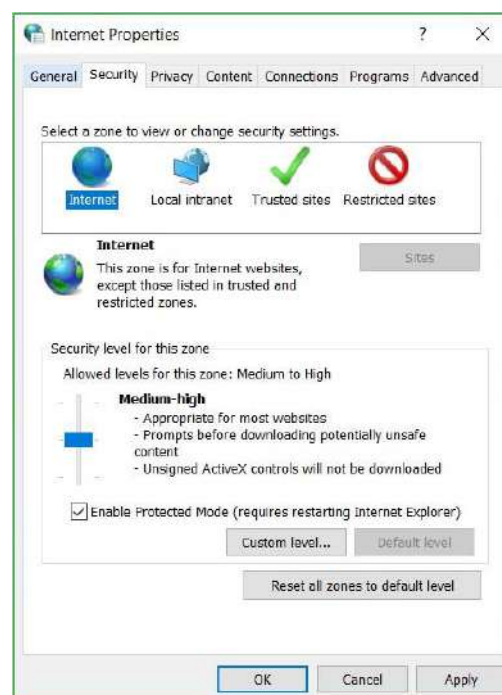 Internet Properties
?
General Security Privacy Content Connections Programs Advanced
Select a zone to view or change security settings.
Internet Local intranet Trusted sites Restricted sites
Internet
Sites
This zone is for Internet websites,
except those listed in trusted and
restricted zones.
Security level for this zone
Allowed levels for this zone: Medium to High
Medium-high
- Appropriate for most websites
- Prompts before downloading potentially unsafe
content
- Unsigned ActiveX controls will not be downloaded
Enable Protected Mode (requires restarting Internet Explorer)
Custom level... Default level
Reset all zones to default level
OK Cancel Apply